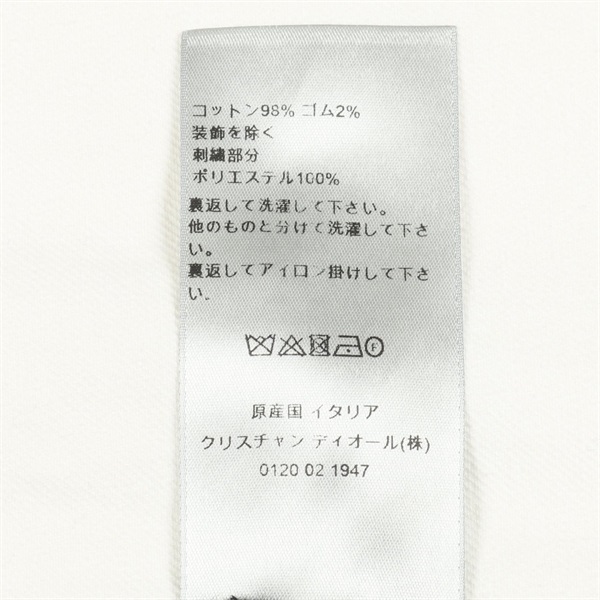 コットン98% ゴム2%
装飾を除く
刺繍部分
ポリエステル100%
裏返して洗濯して下さい。
他のものと分けて洗濯して下さ
い。
裏返してアイロン掛けして下さ
い。
F
原産国 イタリア
クリスチャン ディオール(株)
0120 02 1947